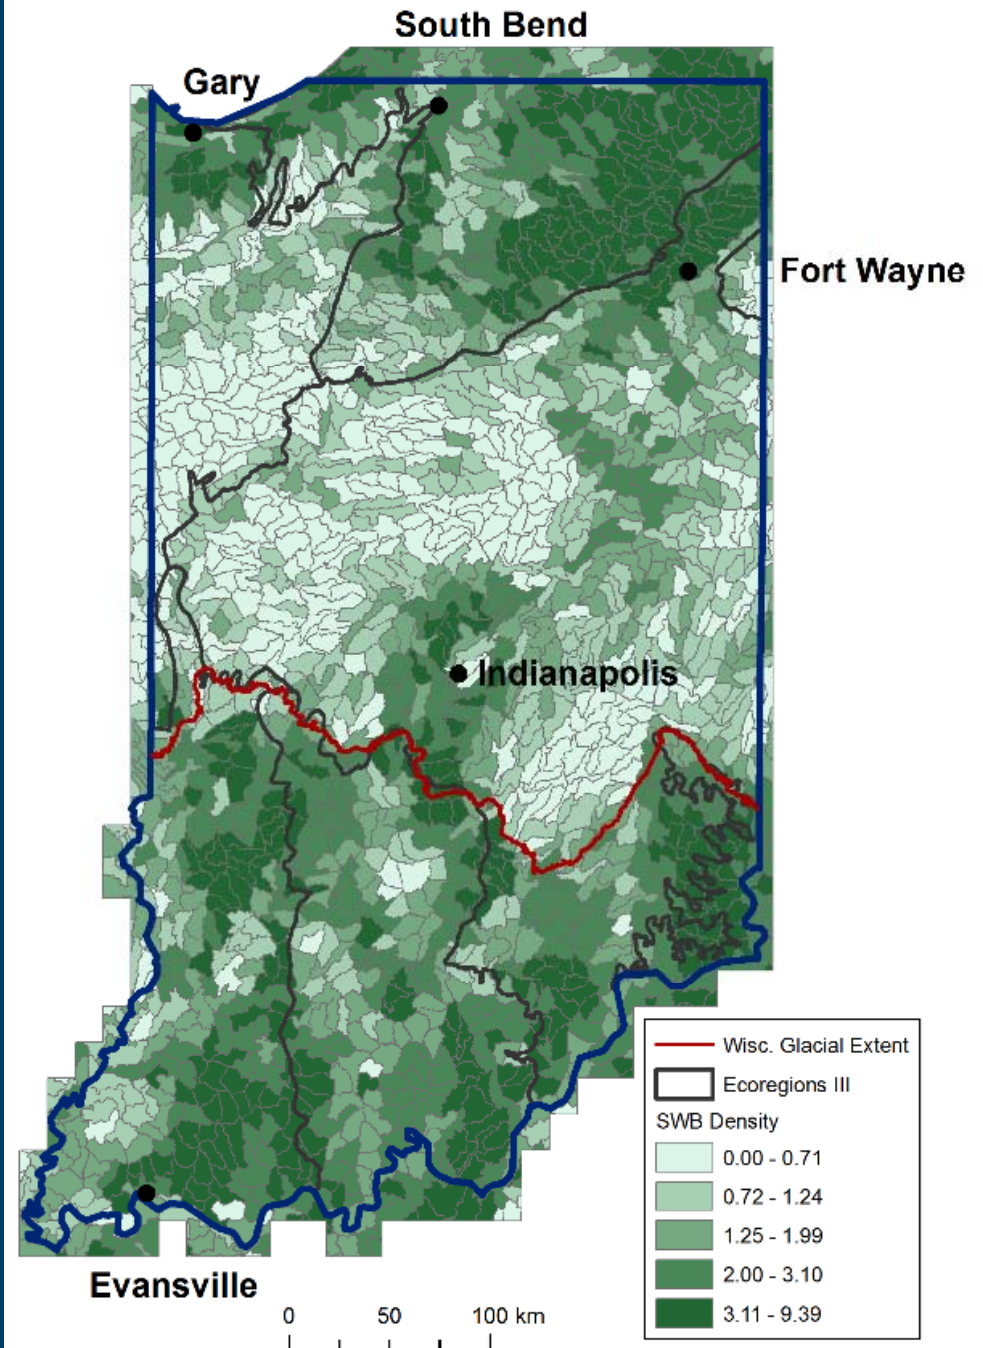 South Bend
Gary
Fort Wayne
Indianapolis
Wisc. Glacial Extent
Ecoregions III
SWB Density
0.00 - 0.71
0.72 - 1.24
1.25 - 1.99
2.00 - 3.10
3.11 - 9.39
Evansville
0 50 100 km